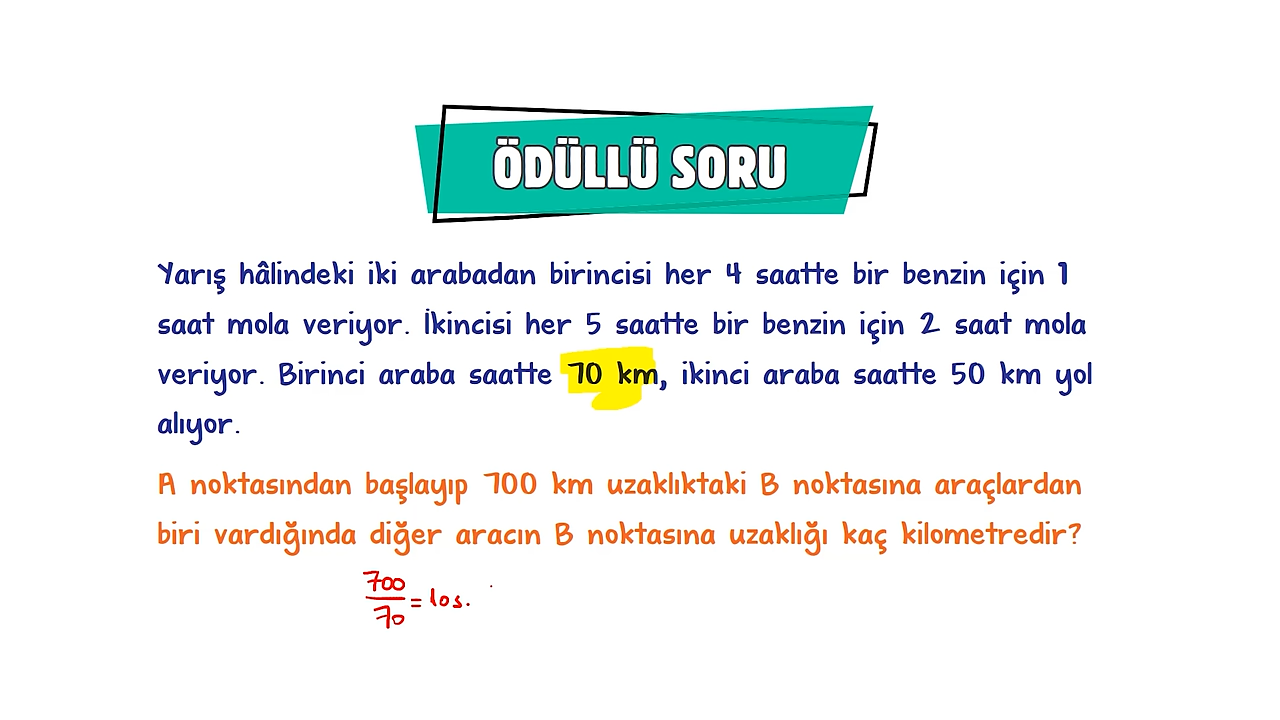 ÖDÜLLÜ SORU
Yarış hâlindeki iki arabadan birincisi her 4 saatte bir benzin için 1
saat mola veriyor. İkincisi her 5 saatte bir benzin için 2 saat mola
veriyor. Birinci araba saatte 70 km, ikinci araba saatte 50 km yol
alıyor.
A noktasından başlayıp 700 km uzaklıktaki B noktasına araçlardan
biri vardığında diğer aracın B noktasına uzaklığı kaç kilometredir?
700
70 = 10 s.